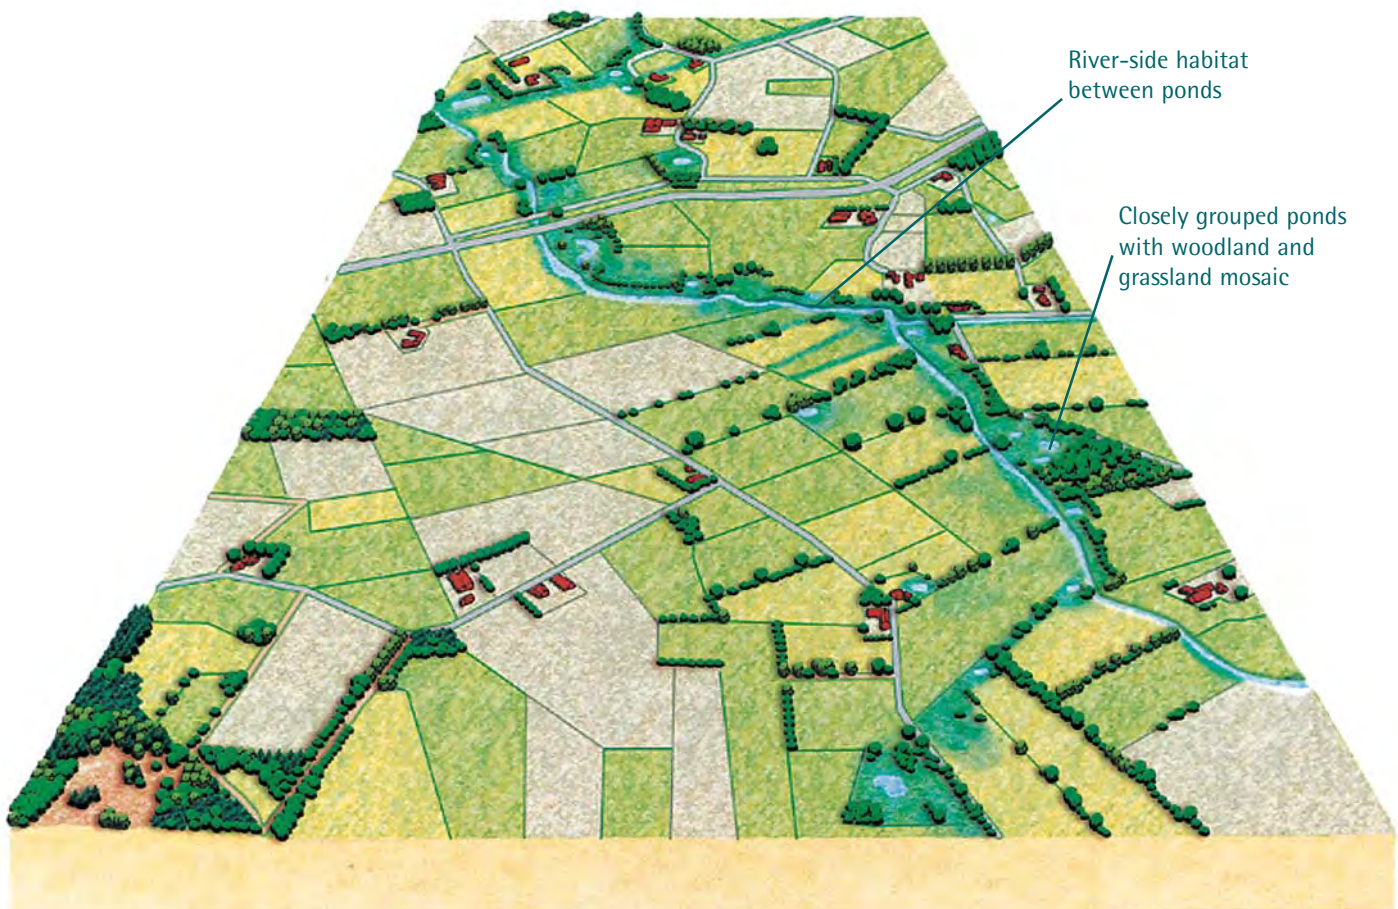 River-side habitat
between ponds
Closely grouped ponds
with woodland and
grassland mosaic